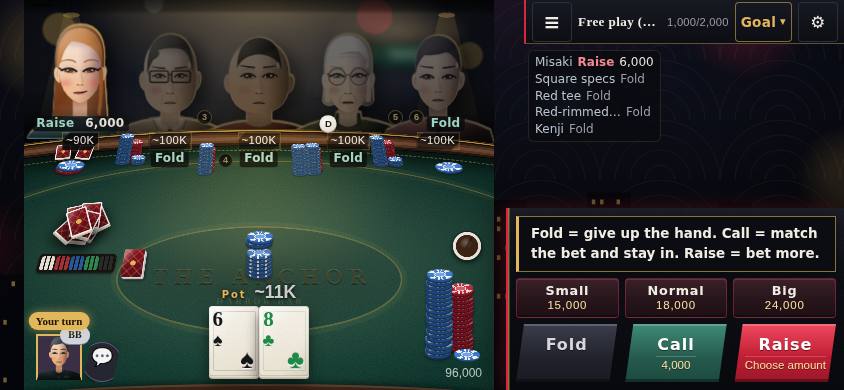 Free play (... 1,000/2,000 Goal ▾
Misaki Raise 6,000
Square specs Fold
Red tee Fold
Red-rimmed... Fold
Kenji Fold
Raise 6,000
~90K
3
~100K
Fold
4
~100K
Fold
D
~100K
Fold
5
6
Fold
~100K
THE ANCHOR
Pot ~11K
6
8
Your turn
BB
96,000
Fold = give up the hand. Call = match
the bet and stay in. Raise = bet more.
Small
15,000
Normal
18,000
Big
24,000
Fold
Call
4,000
Raise
Choose amount